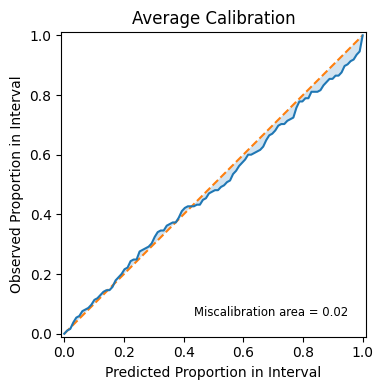 Average Calibration
Observed Proportion in Interval
1.0
0.8
0.6
0.4
0.2
0.0
Miscalibration area = 0.02
0.0 0.2 0.4 0.6 0.8 1.0
Predicted Proportion in Interval